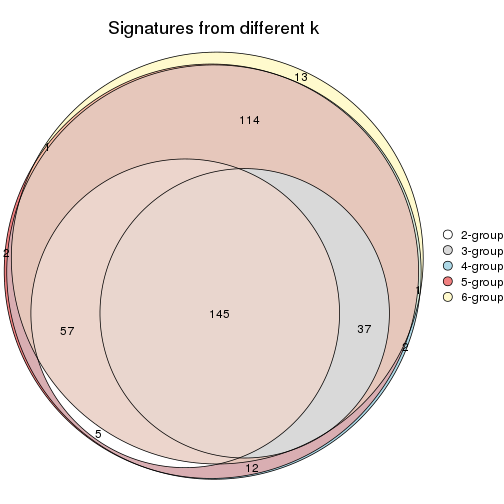 Signatures from different k
13
114
1
2
1
145
57
37
2
5
12
2-group
3-group
4-group
5-group
6-group